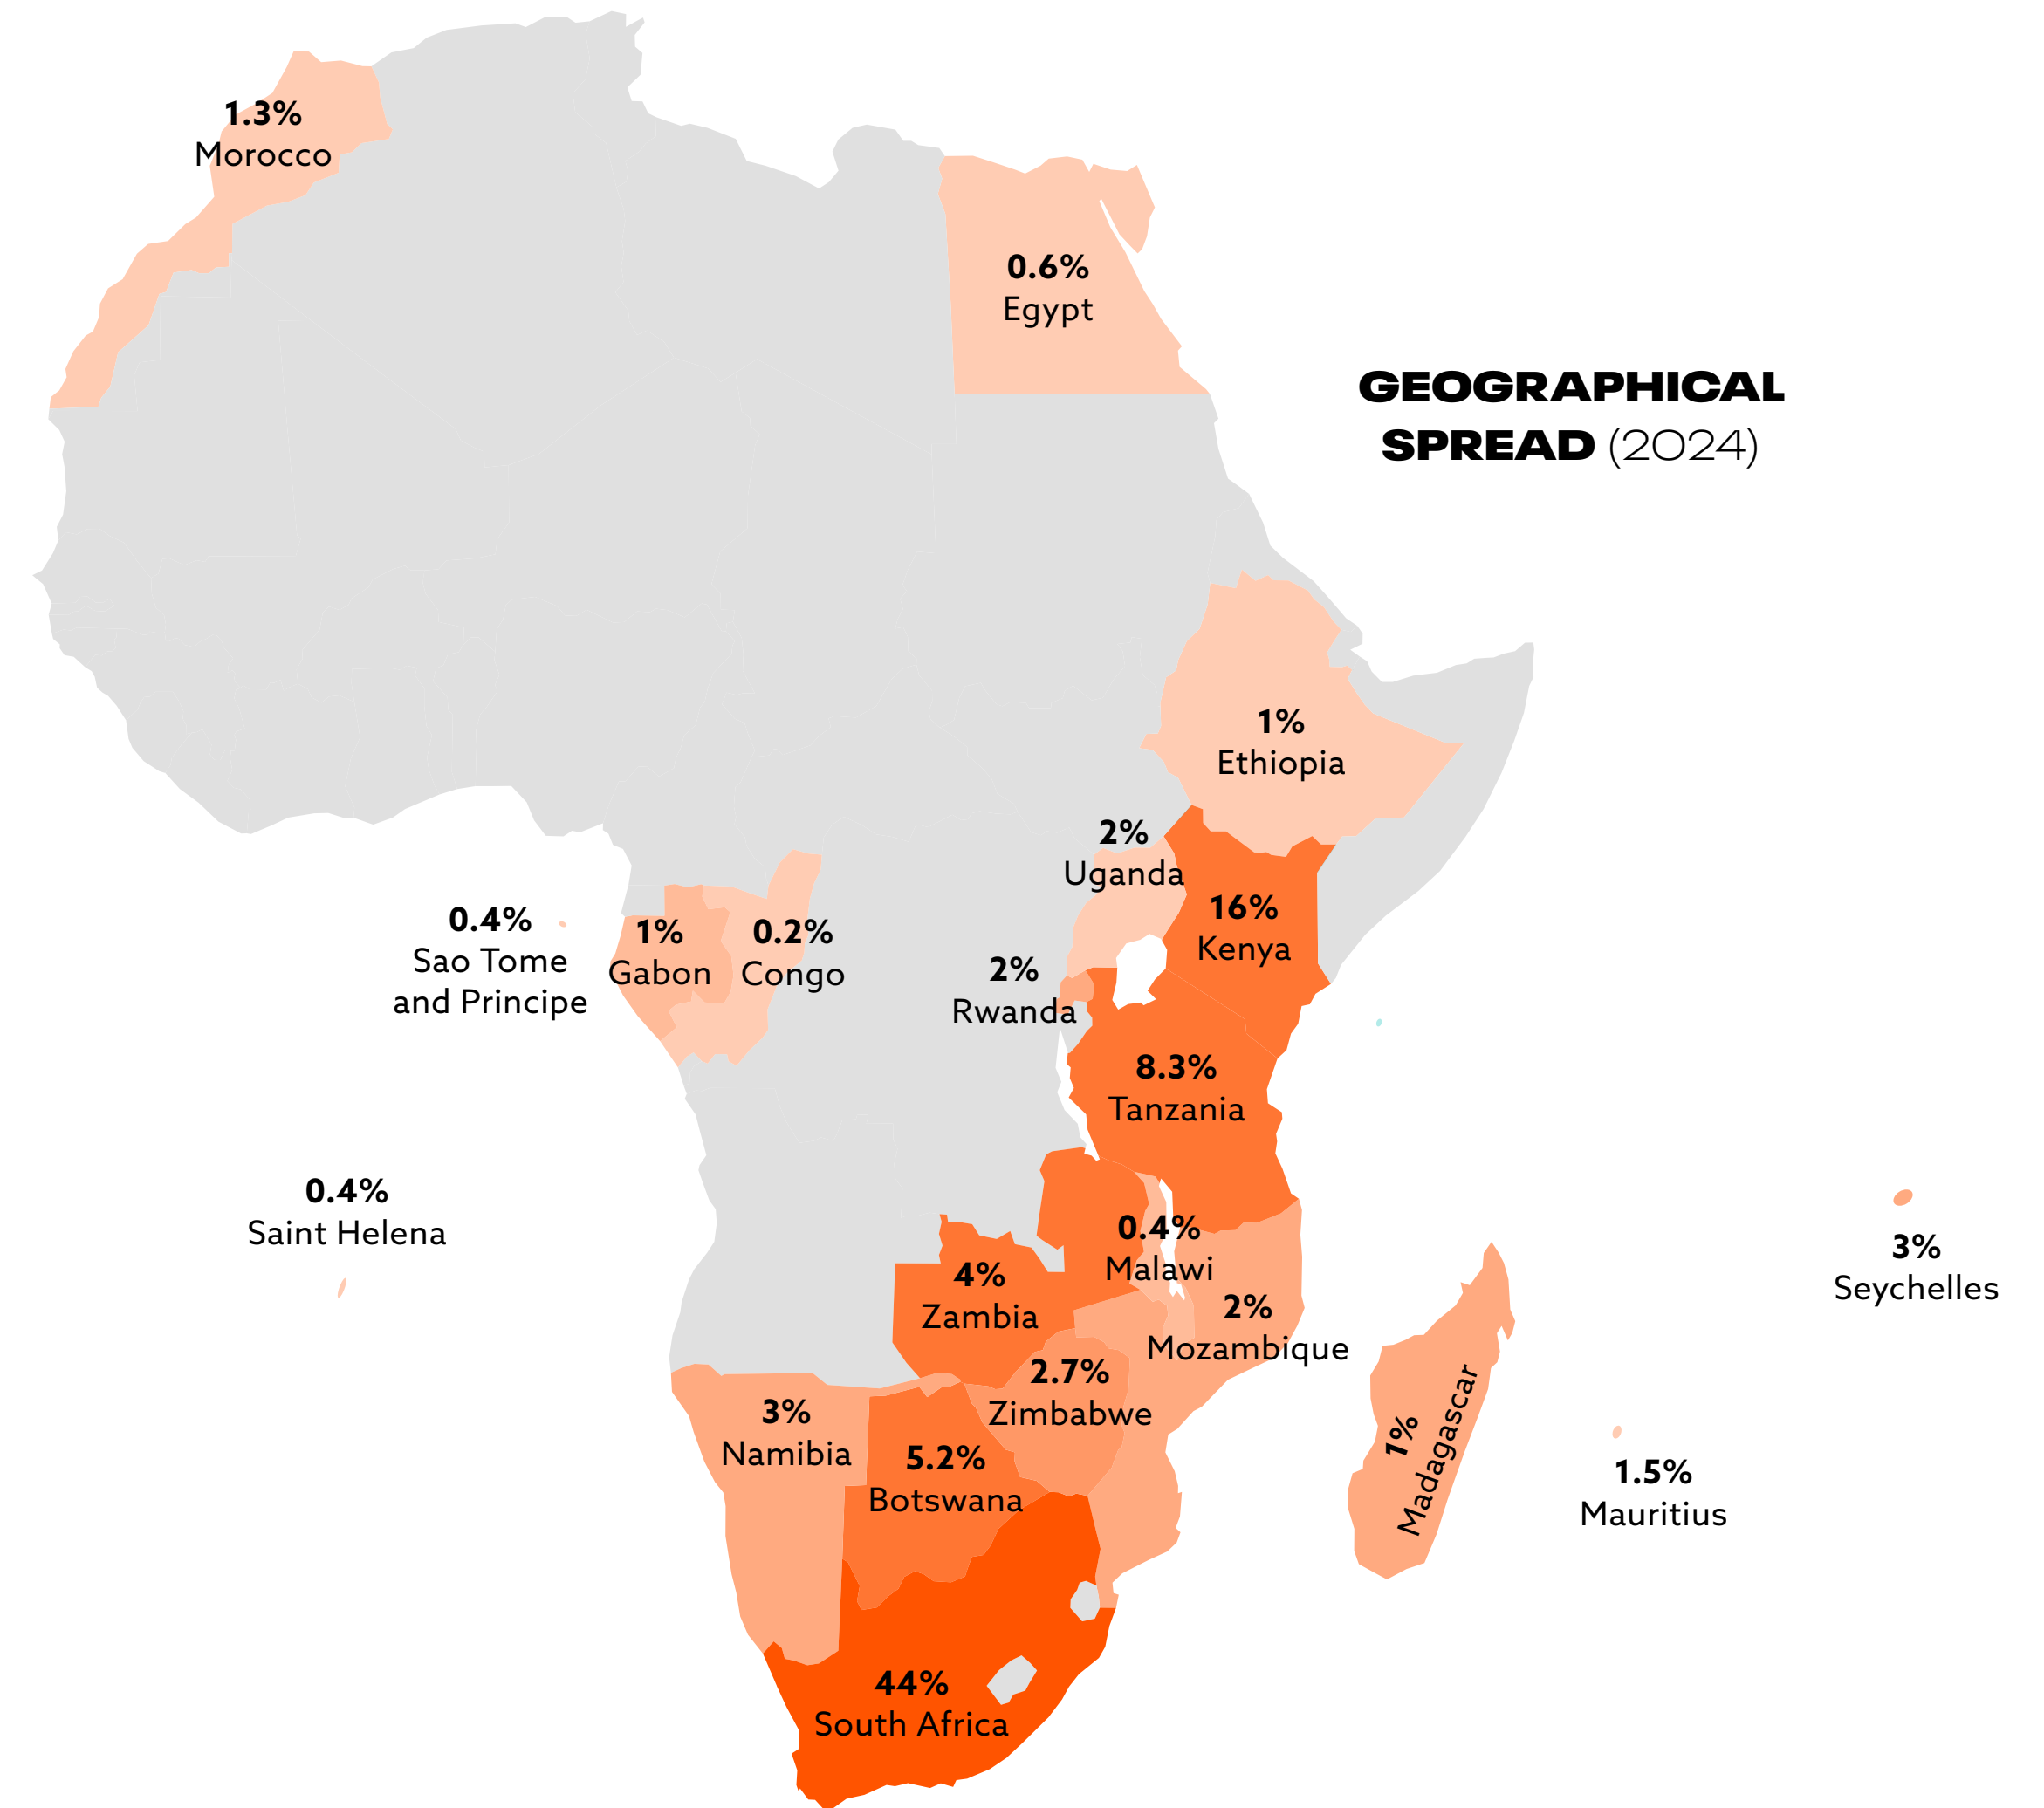 1.3%
Morocco
0.6%
Egypt
GEOGRAPHICAL
SPREAD (2024)
1%
Ethiopia
2%
Uganda
16%
Kenya
0.4%
Sao Tome
and Principe
1%
Gabon
0.2%
Congo
2%
Rwanda
8.3%
Tanzania
0.4%
Saint Helena
0.4%
Malawi
3%
Seychelles
4%
Zambia
2%
Mozambique
2.7%
Zimbabwe
3%
Namibia
5.2%
Botswana
1%
Madagascar
1.5%
Mauritius
44%
South Africa